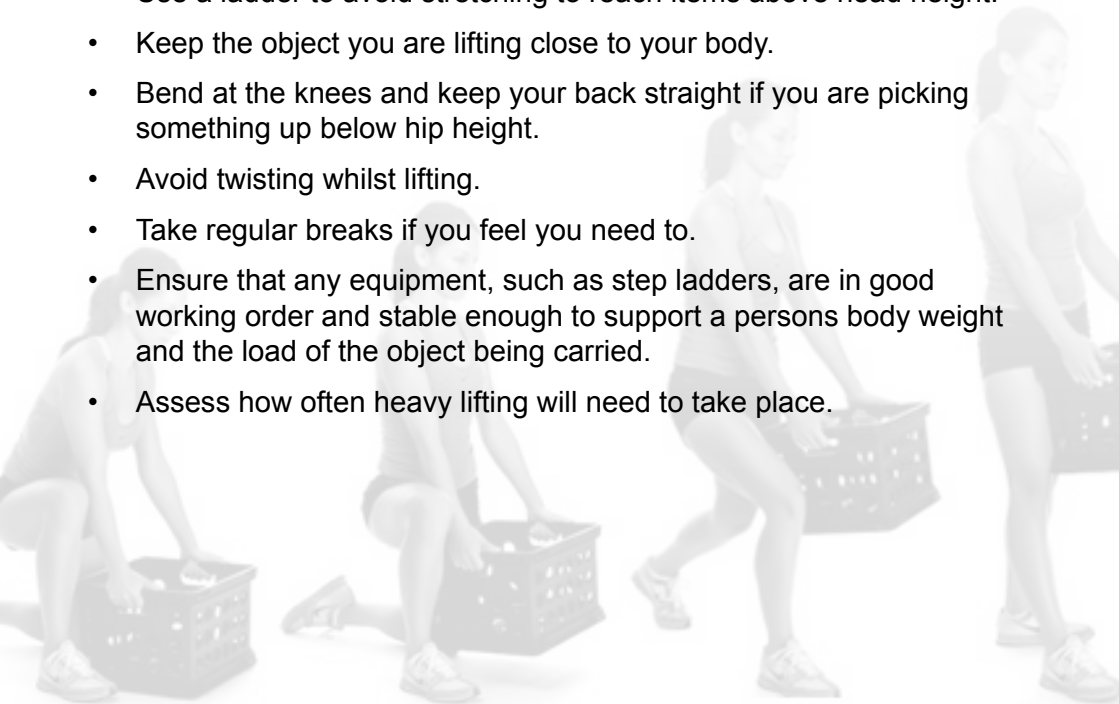 Use a ladder to avoid stretching to reach items above head height.
• Keep the object you are lifting close to your body.
• Bend at the knees and keep your back straight if you are picking
something up below hip height.
• Avoid twisting whilst lifting.
• Take regular breaks if you feel you need to.
• Ensure that any equipment, such as step ladders, are in good
working order and stable enough to support a persons body weight
and the load of the object being carried.
• Assess how often heavy lifting will need to take place.